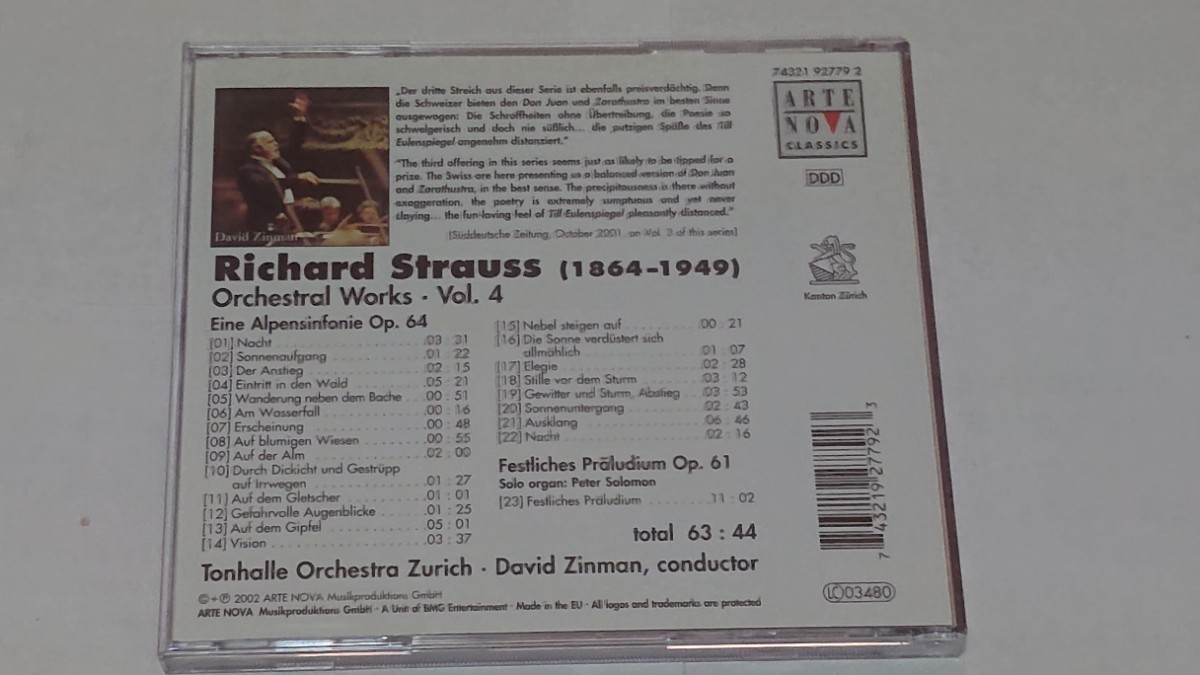 74321 92779 2
ARTE
NOVA
CLASSICS
DDD
Kanton Zürich
„Der dritte Streich aus dieser Serie ist ebenfalls preisverdächtig. Denn
die Schweizer bieten den Don Juan und Zarathustra im besten Sinne
ausgewogen: Die Schroffheiten ohne Übertreibung, die Poesie so
schwelgerisch und doch nie süßlich... die putzigen Späße des Till
Eulenspiegel angenehm distanziert.“
"The third offering in this series seems just as likely to be tipped for a
prize. The Swiss are here presenting us a balanced version of Don Juan
and Zarathustra, in the best sense. The precipitousness is there without
exaggeration, the poetry is extremely sumptuous and yet never
cloying... the fun-loving feel of Till Eulenspiegel pleasantly distanced."
(Süddeutsche Zeitung, October 2001, on Vol. 3 of this series)
David Zinman
Richard Strauss (1864–1949)
Orchestral Works · Vol. 4
Eine Alpensinfonie Op. 64
[01] Nacht 03 : 31
[02] Sonnenaufgang 01 : 22
[03] Der Anstieg 02 : 15
[04] Eintritt in den Wald 05 : 21
[05] Wanderung neben dem Bache 00 : 51
[06] Am Wasserfall 00 : 16
[07] Erscheinung 00 : 48
[08] Auf blumigen Wiesen 00 : 55
[09] Auf der Alm 02 : 00
[10] Durch Dickicht und Gestrüpp
auf Irrwegen 01 : 27
[11] Auf dem Gletscher 01 : 01
[12] Gefahrvolle Augenblicke 01 : 25
[13] Auf dem Gipfel 05 : 01
[14] Vision 03 : 37
[15] Nebel steigen auf 00 : 21
[16] Die Sonne verdüstert sich
allmählich 01 : 07
[17] Elegie 02 : 28
[18] Stille vor dem Sturm 03 : 12
[19] Gewitter und Sturm, Abstieg 03 : 53
[20] Sonnenuntergang 02 : 43
[21] Ausklang 06 : 46
[22] Nacht 02 : 16
Festliches Präludium Op. 61
Solo organ: Peter Solomon
[23] Festliches Präludium 11 : 02
total 63 : 44
Tonhalle Orchestra Zurich · David Zinman, conductor
©+℗ 2002 ARTE NOVA Musikproduktions GmbH
ARTE NOVA Musikproduktions GmbH · A Unit of BMG Entertainment · Made in the EU · All logos and trademarks are protected
7 43219 27792 3
LC 03480